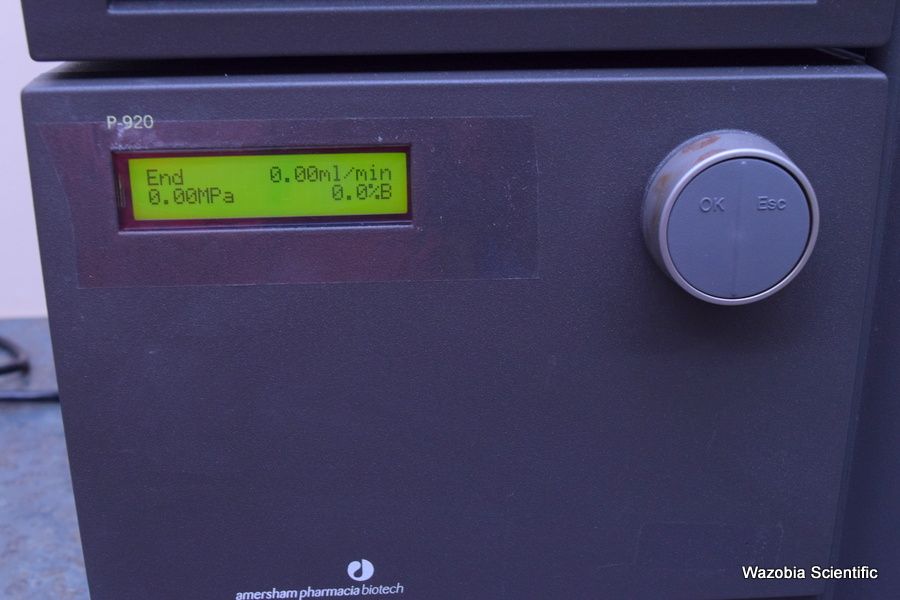 P-920
End 0.00ml/min
0.00MPa 0.0%B
OK Esc
amersham pharmacia biotech
Wazobia Scientific